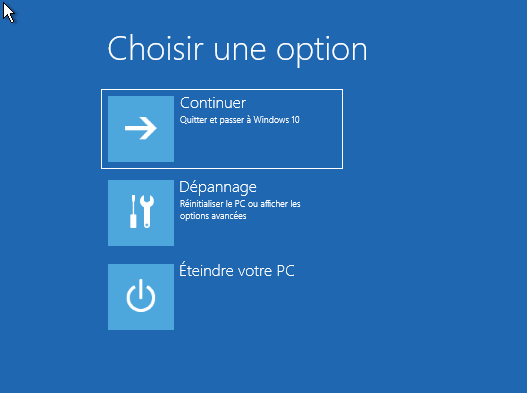 Choisir une option
Continuer
Quitter et passer à Windows 10
Dépannage
Réinitialiser le PC ou afficher les
options avancées
Éteindre votre PC